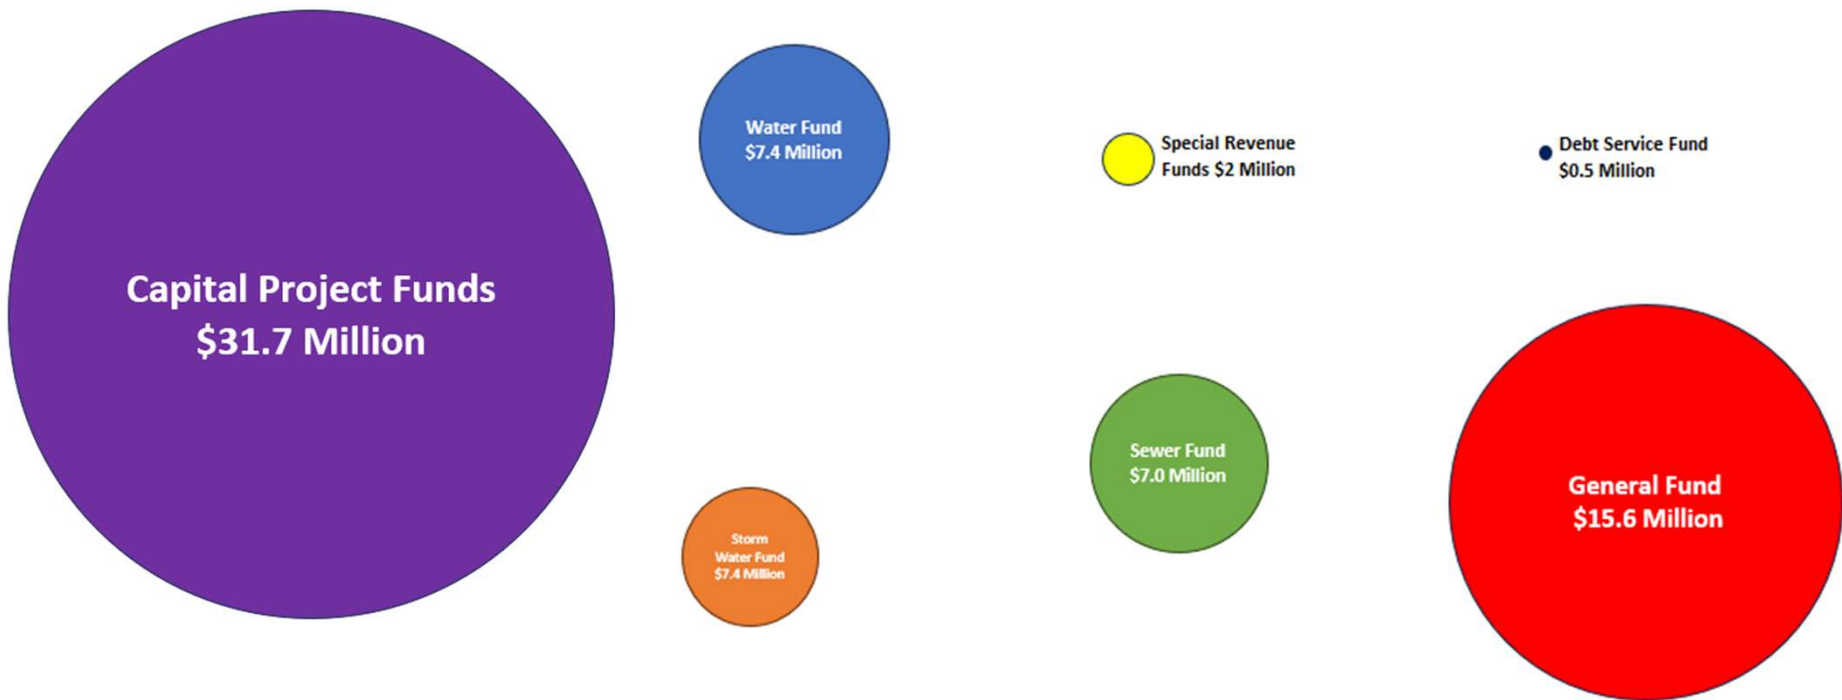 Capital Project Funds
$31.7 Million
Water Fund
$7.4 Million
Special Revenue
Funds $2 Million
Debt Service Fund
$0.5 Million
Storm
Water Fund
$7.4 Million
Sewer Fund
$7.0 Million
General Fund
$15.6 Million